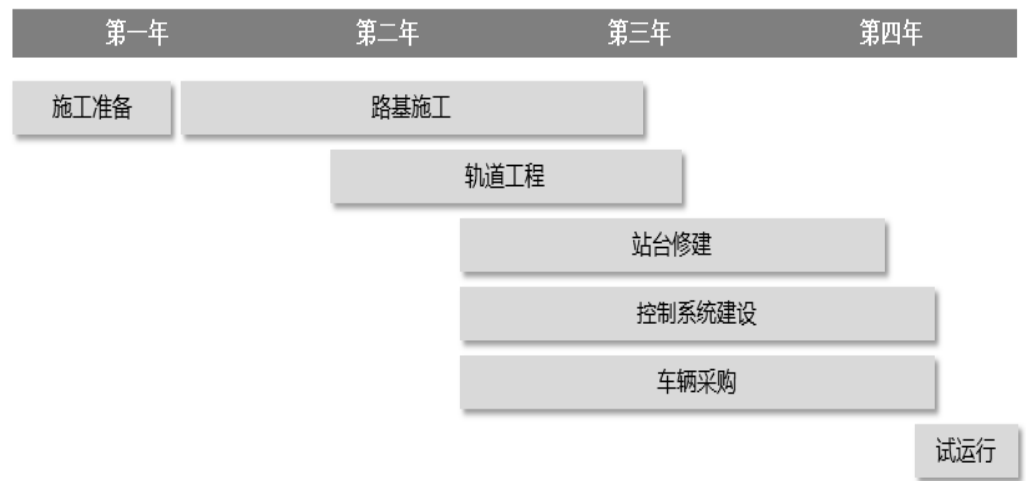 第一年 第二年 第三年 第四年
施工准备 路基施工
轨道工程
站台修建
控制系统建设
车辆采购
试运行